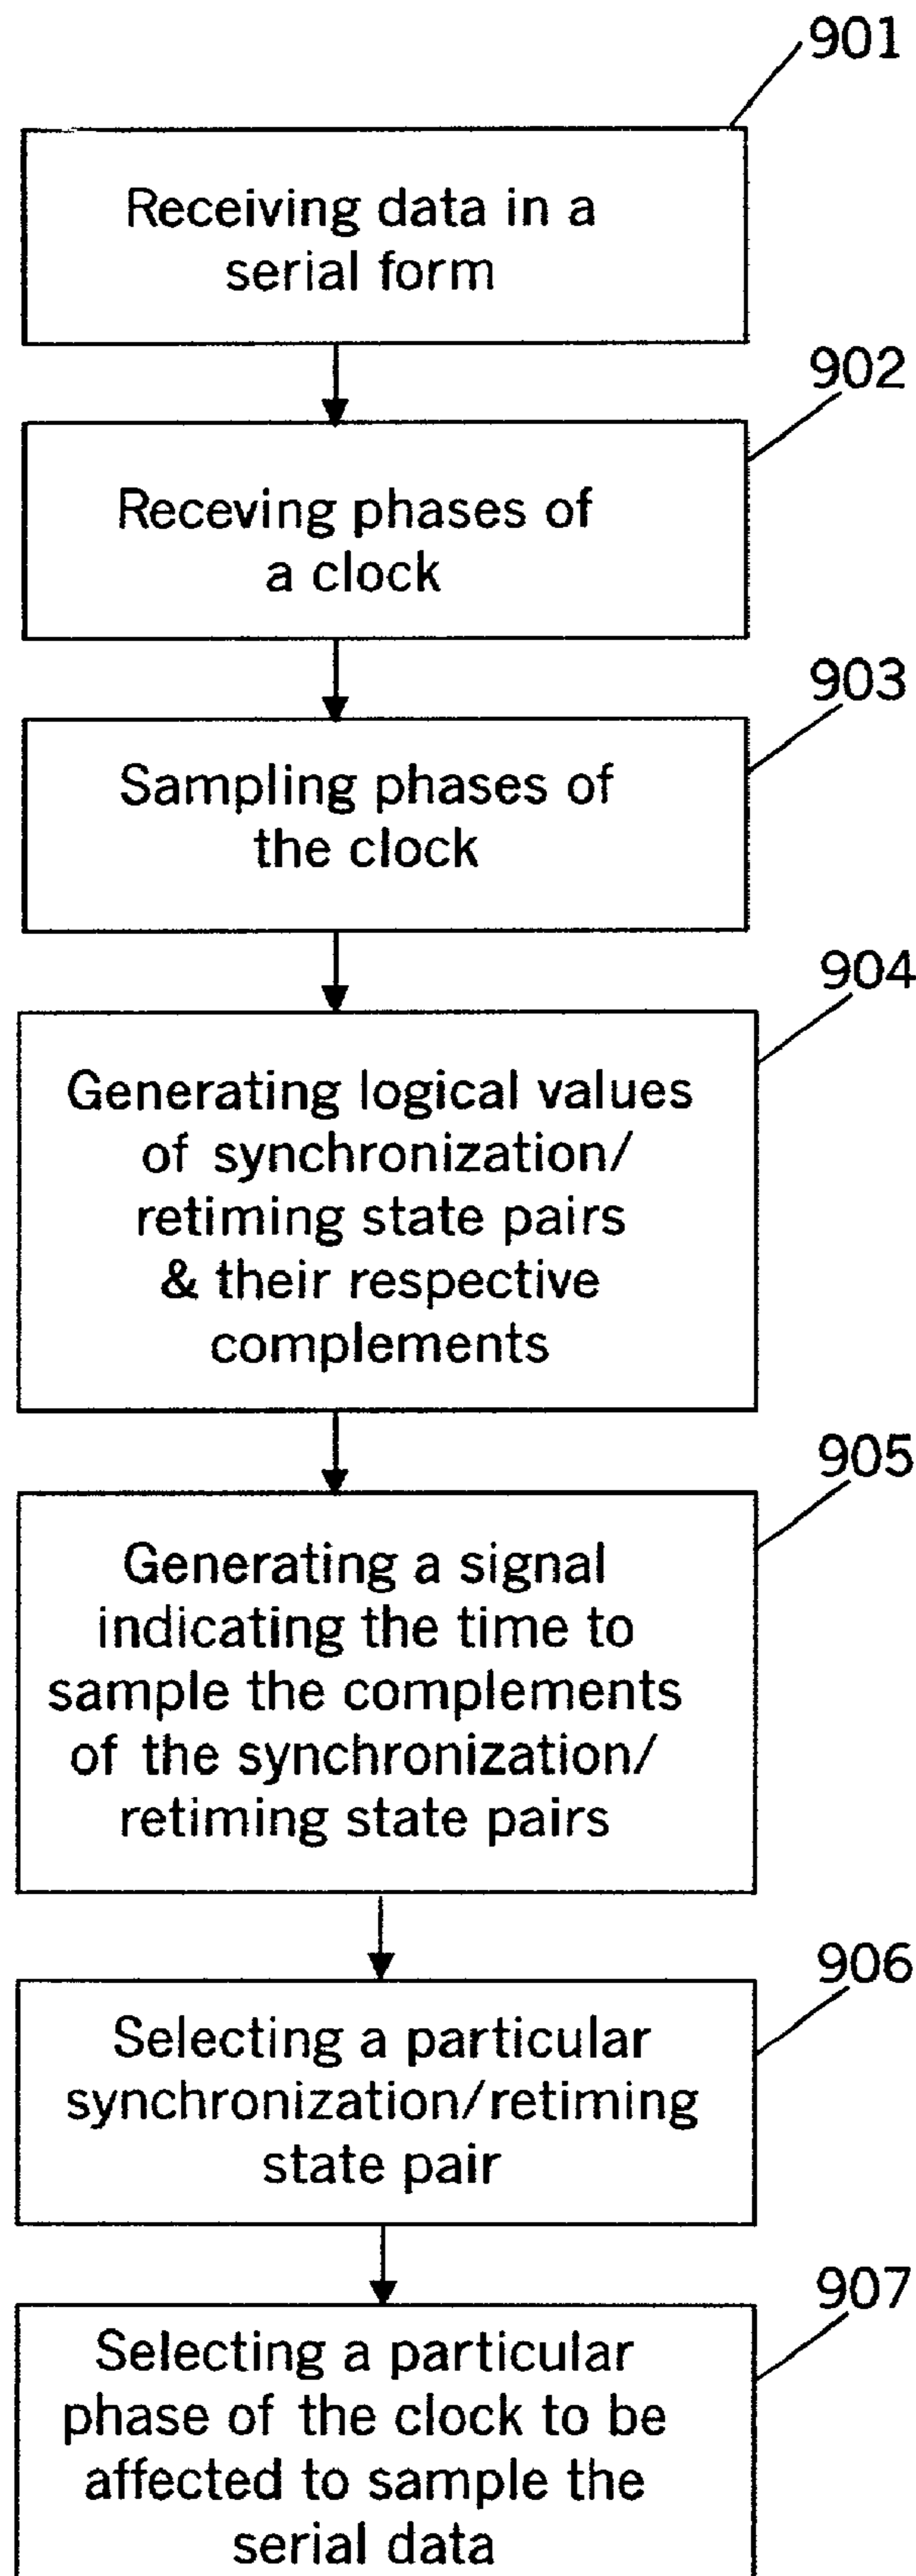 901
Receiving data in a
serial form
902
Receving phases of
a clock
903
Sampling phases of
the clock
904
Generating logical values
of synchronization/
retiming state pairs
& their respective
complements
905
Generating a signal
indicating the time to
sample the complements
of the synchronization/
retiming state pairs
906
Selecting a particular
synchronization/retiming
state pair
907
Selecting a particular
phase of the clock to be
affected to sample the
serial data